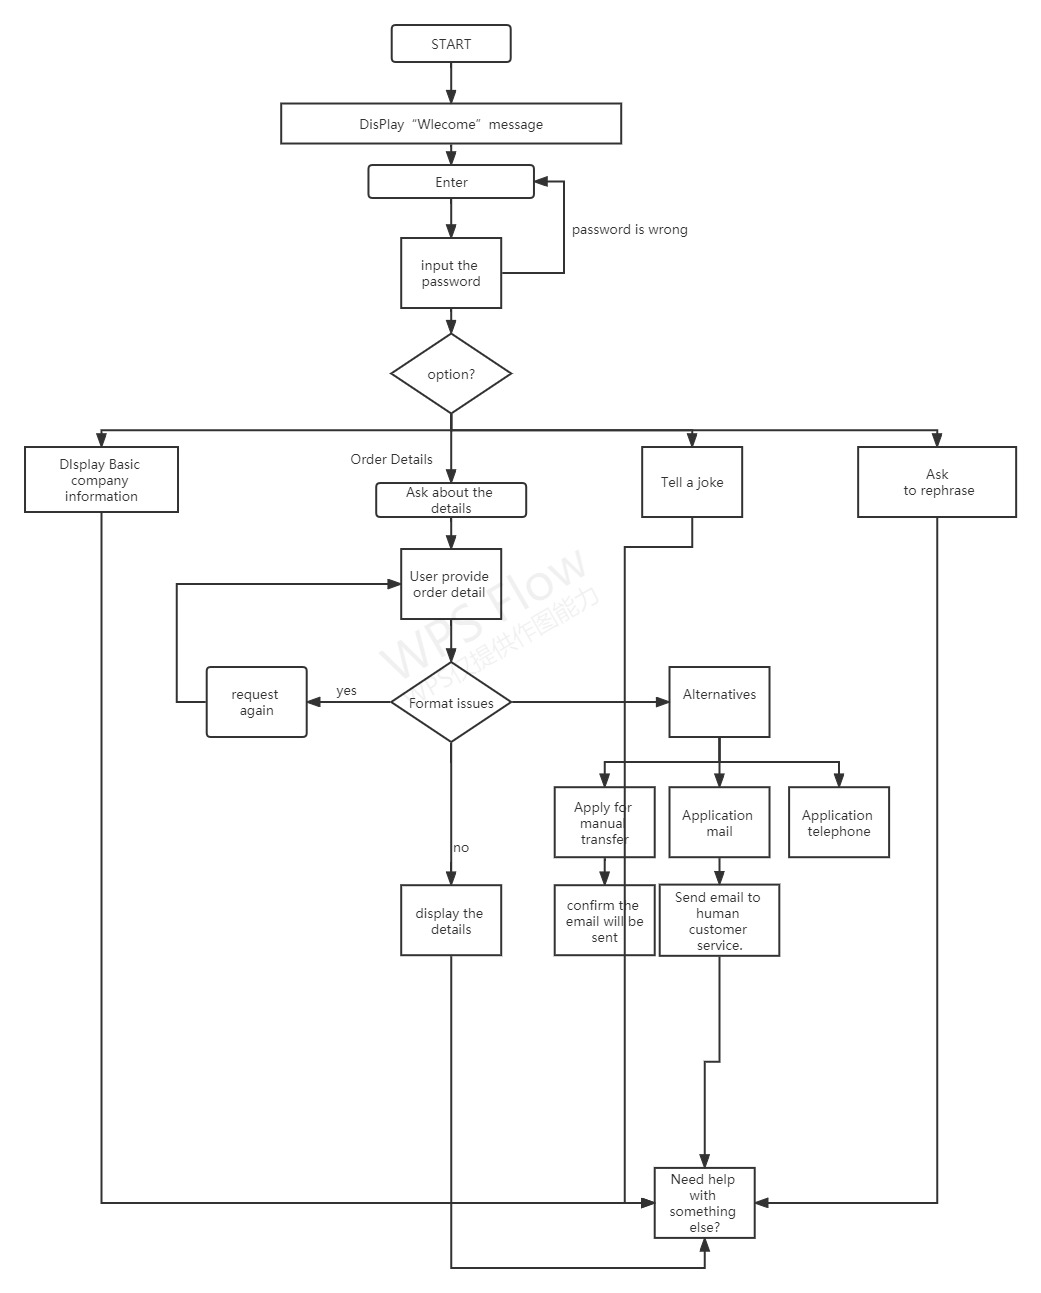 START
DisPlay “Wlecome” message
Enter
password is wrong
input the
password
option?
Order Details
DIsplay Basic
company
information
Ask about the
details
Tell a joke
Ask
to rephrase
User provide
order detail
WPS Flow
WPS仅提供作图能力
request
again
yes
Format issues
Alternatives
Apply for
manual
transfer
Application
mail
Application
telephone
no
display the
details
confirm the
email will be
sent
Send email to
human
customer
service.
Need help
with
something
else?